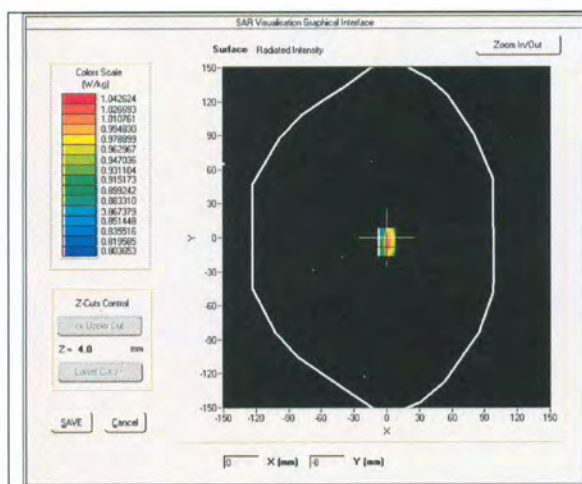 SAR Visualisation Graphical Interface
Surface Radiated Intensity
Zoom In/Out
Colors Scale
(W/kg)
1.042624
1.026693
1.010761
0.994830
0.978899
0.962967
0.947036
0.931104
0.915173
0.899242
0.883310
0.867379
0.851448
0.835516
0.819585
0.803653
Z-Cuts Control
<< Upper Cut
Z = 4.0 mm
Lower Cut >>
SAVE Cancel
150
120
90
60
30
0
-30
-60
-90
-120
-150
Y
-150 -120 -90 -60 -30 0 30 60 90 120 150
X
0 X (mm) -8 Y (mm)